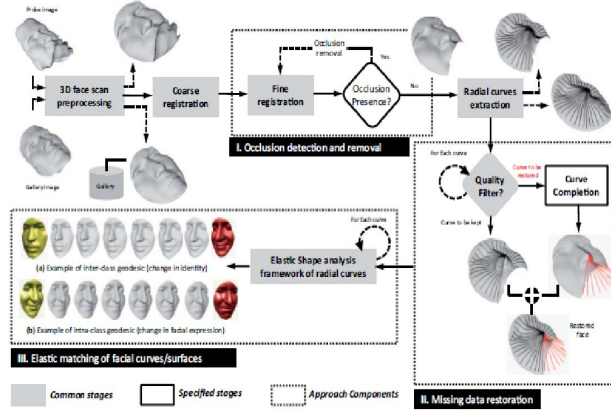 Probe image
3D face scan
preprocessing
Coarse
registration
Occlusion
removal
Yes
Fine
registration
Occlusion
Presence?
No
Radial curves
extraction
I. Occlusion detection and removal
Gallery image
Gallery
For Each curve
Quality
Filter?
Curve to be
restored
Curve
Completion
Curve to be kept
For Each curve
Elastic Shape analysis
framework of radial curves
(a) Example of inter-class geodesic (change in identity)
(b) Example of intra-class geodesic (change in facial expression)
Restored
face
III. Elastic matching of facial curves/surfaces
II. Missing data restoration
Common stages
Specified stages
Approach Components